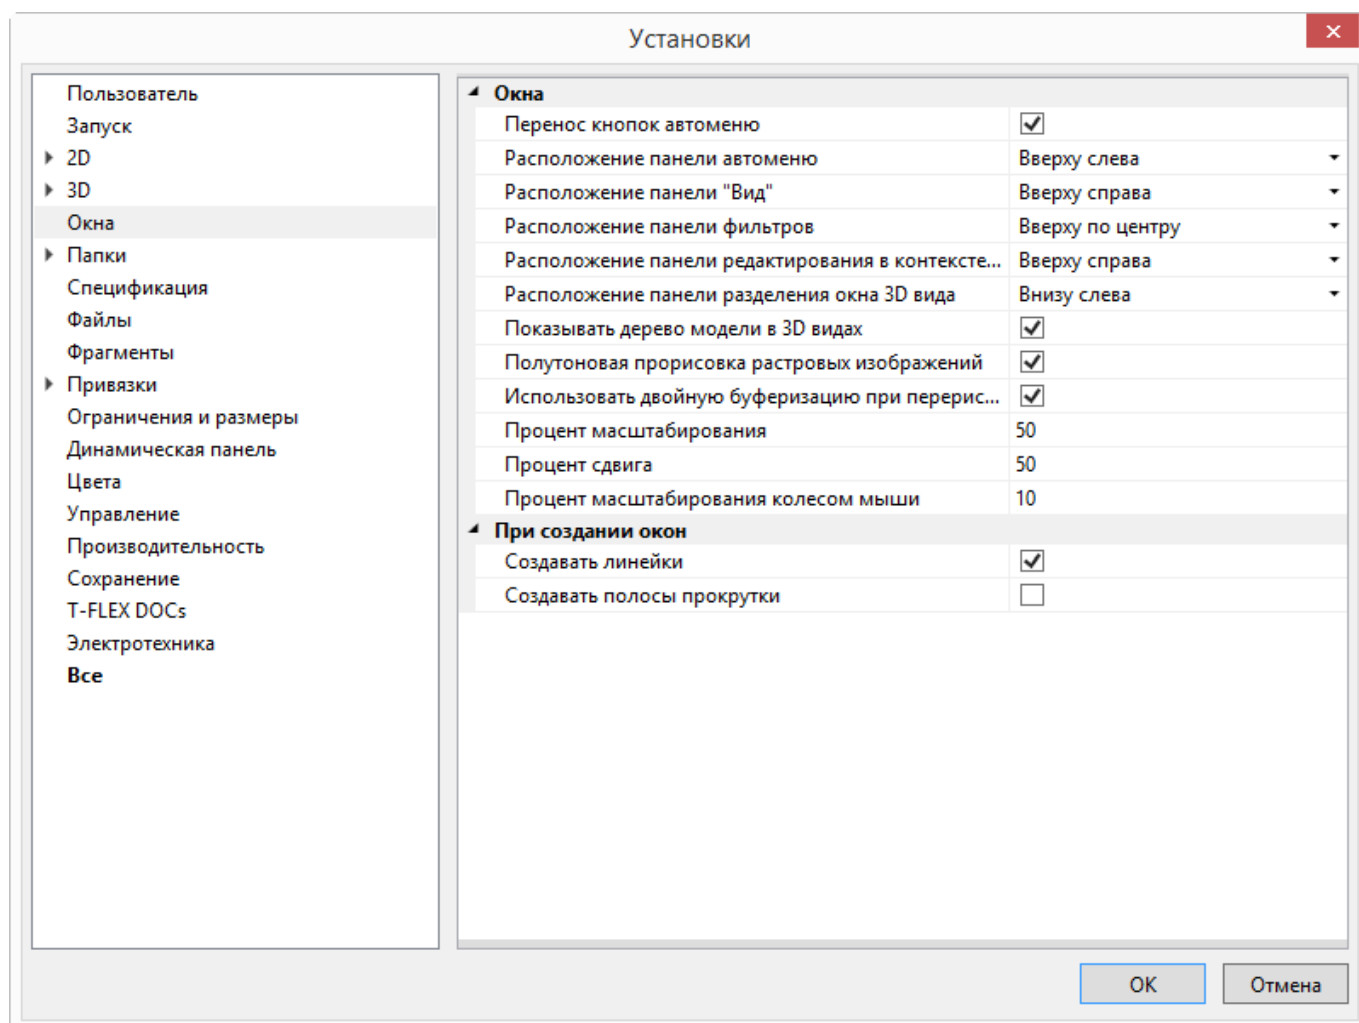 Установки
Пользователь
Запуск
2D
3D
Окна
Папки
Спецификация
Файлы
Фрагменты
Привязки
Ограничения и размеры
Динамическая панель
Цвета
Управление
Производительность
Сохранение
T-FLEX DOCs
Электротехника
Все
Окна
Перенос кнопок автоменю
Расположение панели автоменю Вверху слева
Расположение панели "Вид" Вверху справа
Расположение панели фильтров Вверху по центру
Расположение панели редактирования в контексте... Вверху справа
Расположение панели разделения окна 3D вида Внизу слева
Показывать дерево модели в 3D видах
Полутоновая прорисовка растровых изображений
Использовать двойную буферизацию при перерис...
Процент масштабирования 50
Процент сдвига 50
Процент масштабирования колесом мыши 10
При создании окон
Создавать линейки
Создавать полосы прокрутки
ОК Отмена